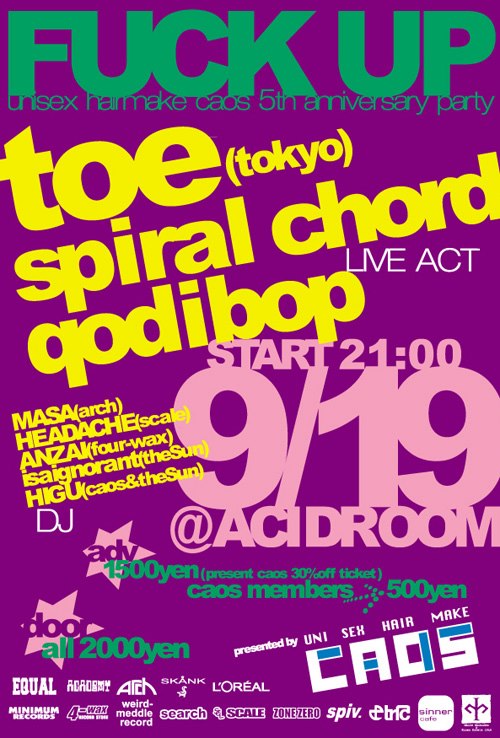 FUCK UP
unisex hairmake caos 5th anniversary party
toe (tokyo)
spiral chord
LIVE ACT
qodibop
START 21:00
9/19
@ACIDROOM
MASA(arch)
HEADACHE(scale)
ANZAI(four-wax)
isaignorant(theSun)
HIGU(caos&theSun)
DJ
adv
1500yen (present caos 30%off ticket)
caos members 500yen
door
all 2000yen
presented by UNI SEX HAIR MAKE
CAOS
EQUAL ACADEMY ARCH SKÅNK L'ORÉAL
MINIMUM RECORDS 4-WAX weird-meddle record search SCALE ZONE:ZERO spiv. sinner cafe